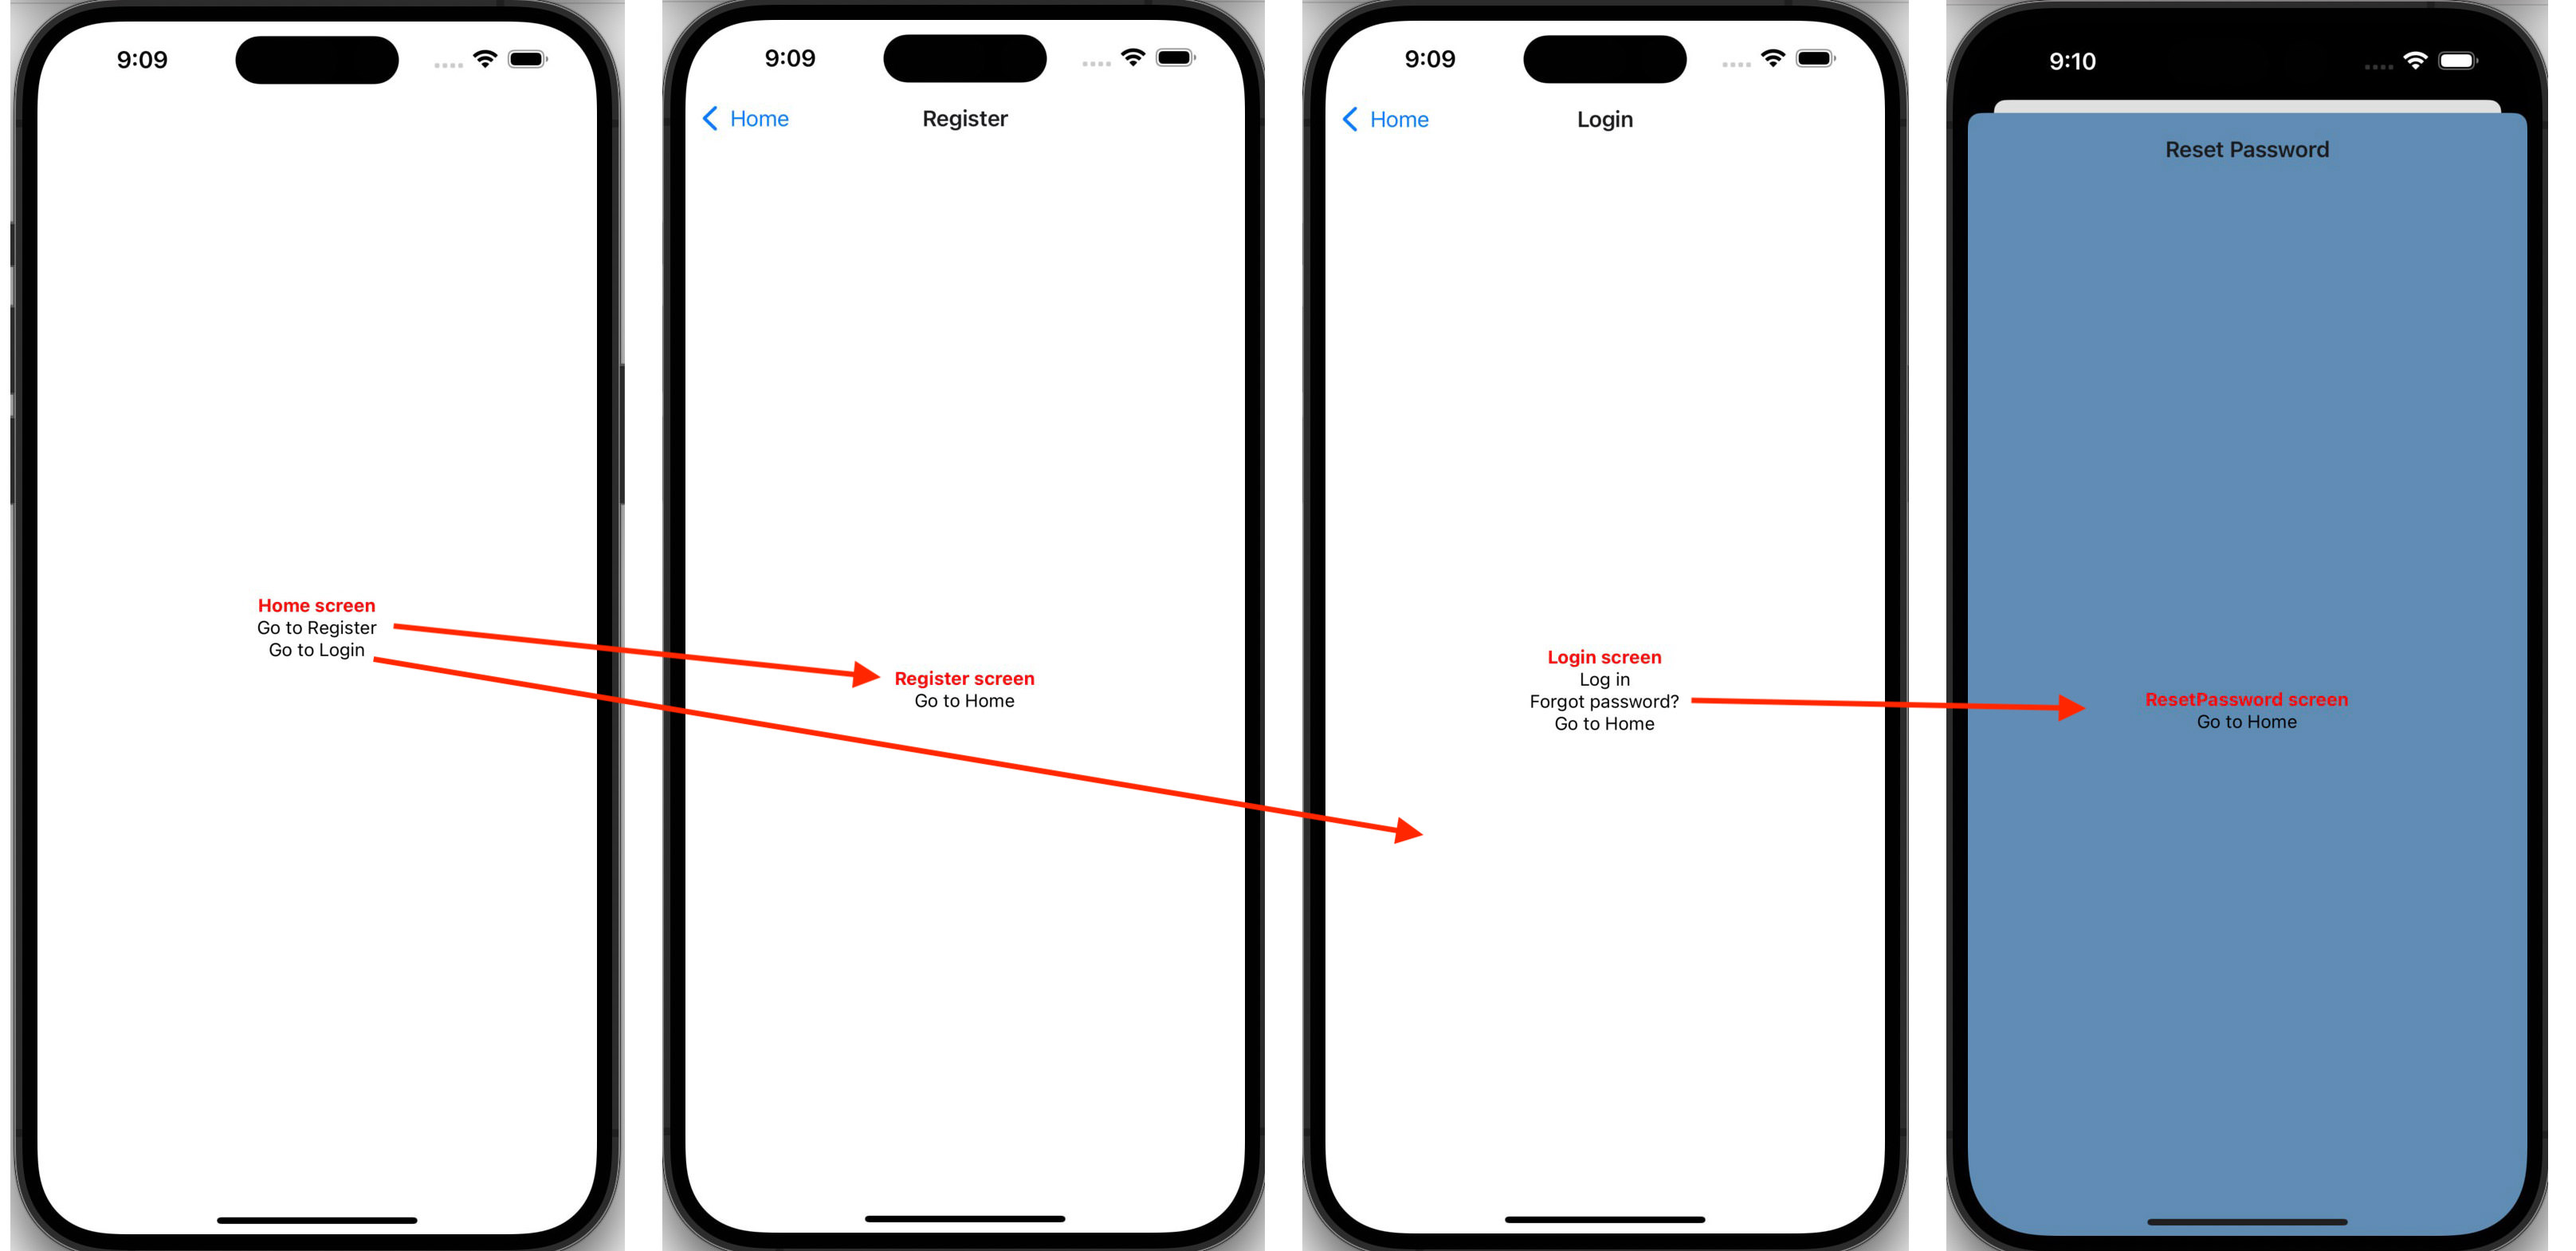 9:09
Home screen
Go to Register
Go to Login
9:09
Home
Register
Register screen
Go to Home
9:09
Home
Login
Login screen
Log in
Forgot password?
Go to Home
9:10
Reset Password
ResetPassword screen
Go to Home